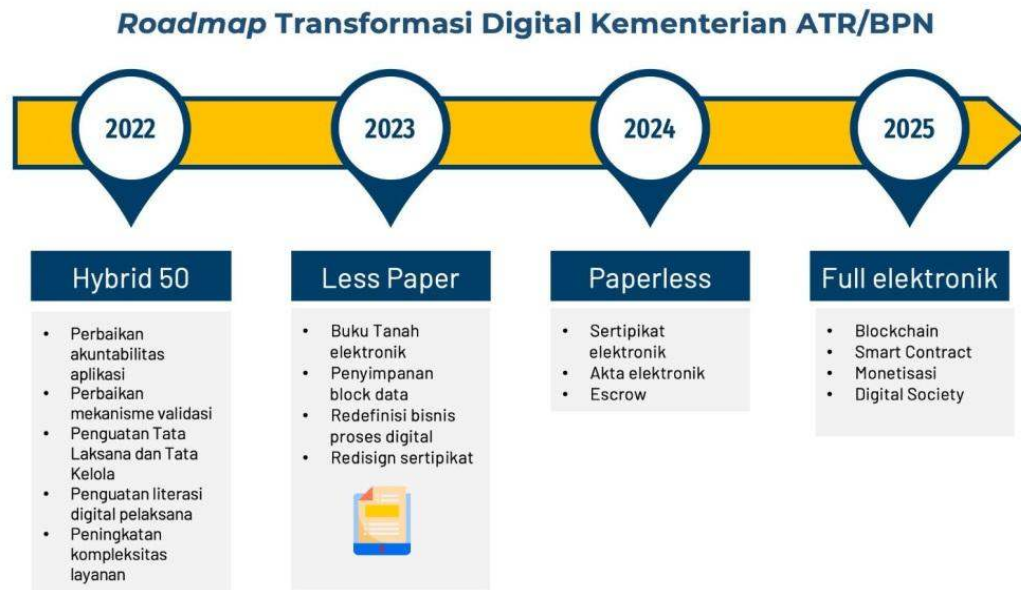 Roadmap Transformasi Digital Kementerian ATR/BPN
2022
2023
2024
2025
Hybrid 50
• Perbaikan
akuntabilitas
aplikasi
• Perbaikan
mekanisme validasi
• Penguatan Tata
Laksana dan Tata
Kelola
• Penguatan literasi
digital pelaksana
• Peningkatan
kompleksitas
layanan
Less Paper
• Buku Tanah
elektronik
• Penyimpanan
block data
• Redefinisi bisnis
proses digital
• Redisign sertipikat
Paperless
• Sertipikat
elektronik
• Akta elektronik
• Escrow
Full elektronik
• Blockchain
• Smart Contract
• Monetisasi
• Digital Society